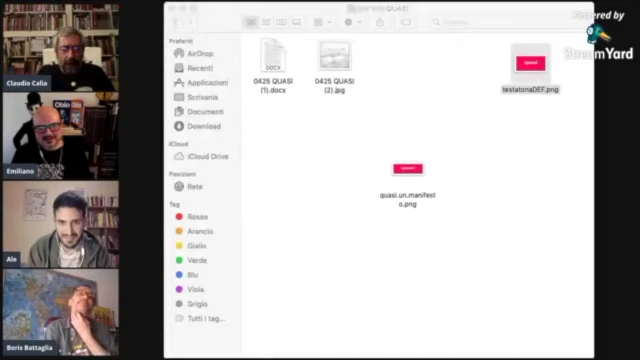 Powered by
StreamYard
Claudio Calia
Emiliano
Ale
Boris Battaglia
Preferiti
AirDrop
Recenti
Applicazioni
Scrivania
Documenti
Download
iCloud
iCloud Drive
Posizioni
Rete
Tag
Rosso
Arancio
Giallo
Verde
Blu
Viola
Grigio
Tutti i tag...
DOCX
0425 QUASI
(1).docx
0425 QUASI
(2).jpg
testatonaDEF.png
quasi.un.manifest
o.png